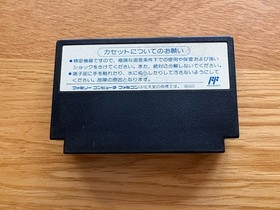 カセットについてのお願い
●精密機器ですので、極端な温度条件下での使用や保管および強い
ショックをさけてください。また、絶対に分解しないでください。
●端子部に手を触れたり、水にぬらしたりして汚さないようにして
ください。故障の原因となります。
ファミリーコンピュータ・ファミコンは任天堂の商標です。